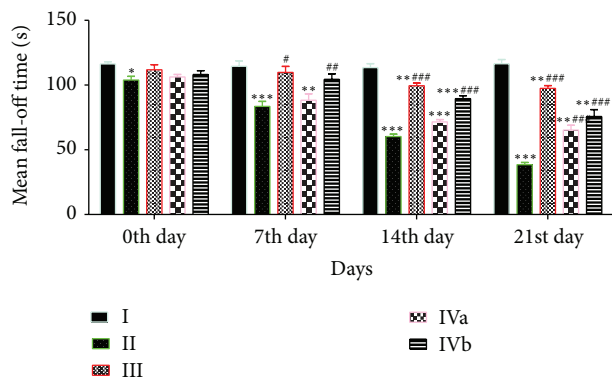 Mean fall-off time (s)
150
100
50
0
*
***
#
**
##
***
**###
***
***###
***
**###
***##
**###
0th day
7th day
14th day
21st day
Days
I
II
III
IVa
IVb